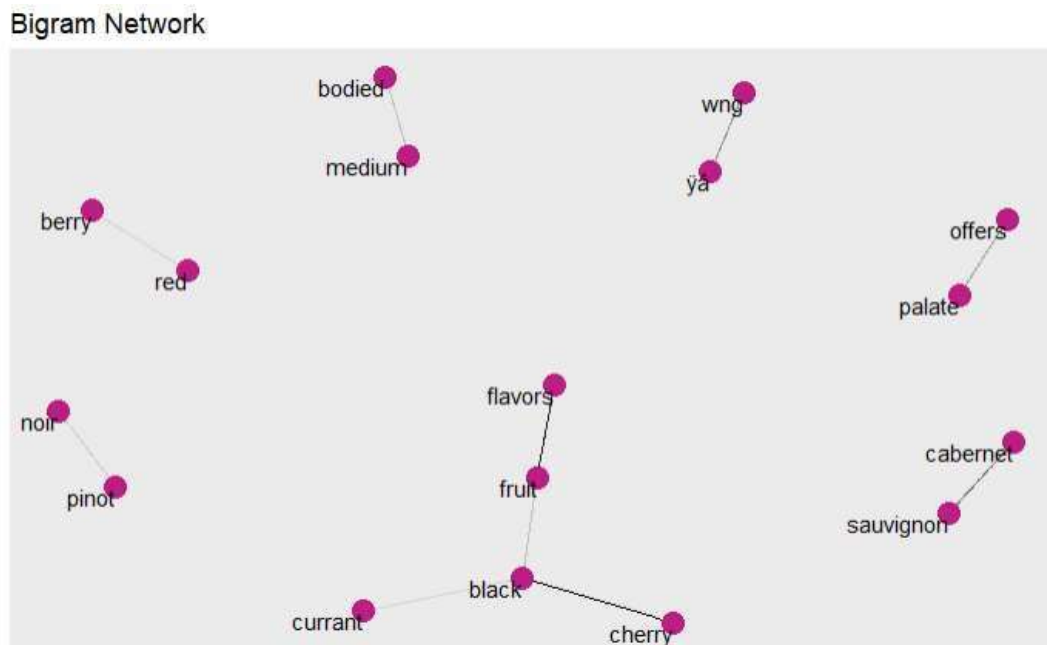 Bigram Network
bodied
wng
medium
ÿâ
berry
offers
red
palate
flavors
noir
cabernet
fruit
pinot
sauvignon
black
currant
cherry